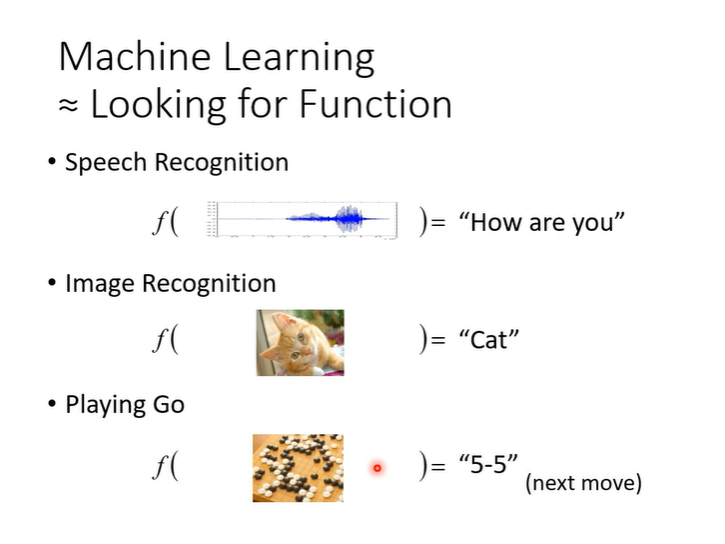 Machine Learning
≈ Looking for Function
• Speech Recognition
f( )= “How are you”
• Image Recognition
f( )= “Cat”
• Playing Go
f( )= “5-5”
(next move)